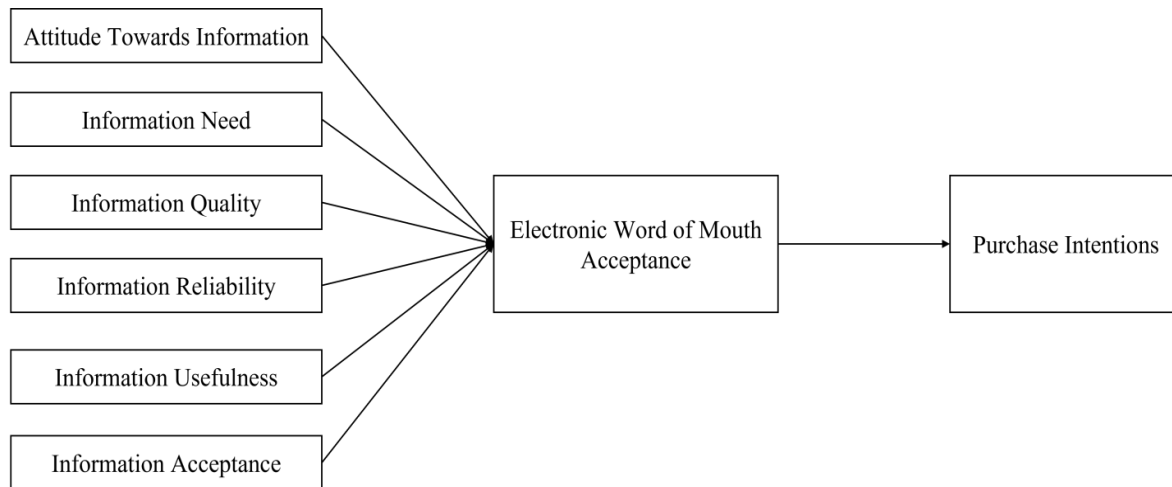 Attitude Towards Information
Information Need
Information Quality
Information Reliability
Information Usefulness
Information Acceptance
Electronic Word of Mouth
Acceptance
Purchase Intentions